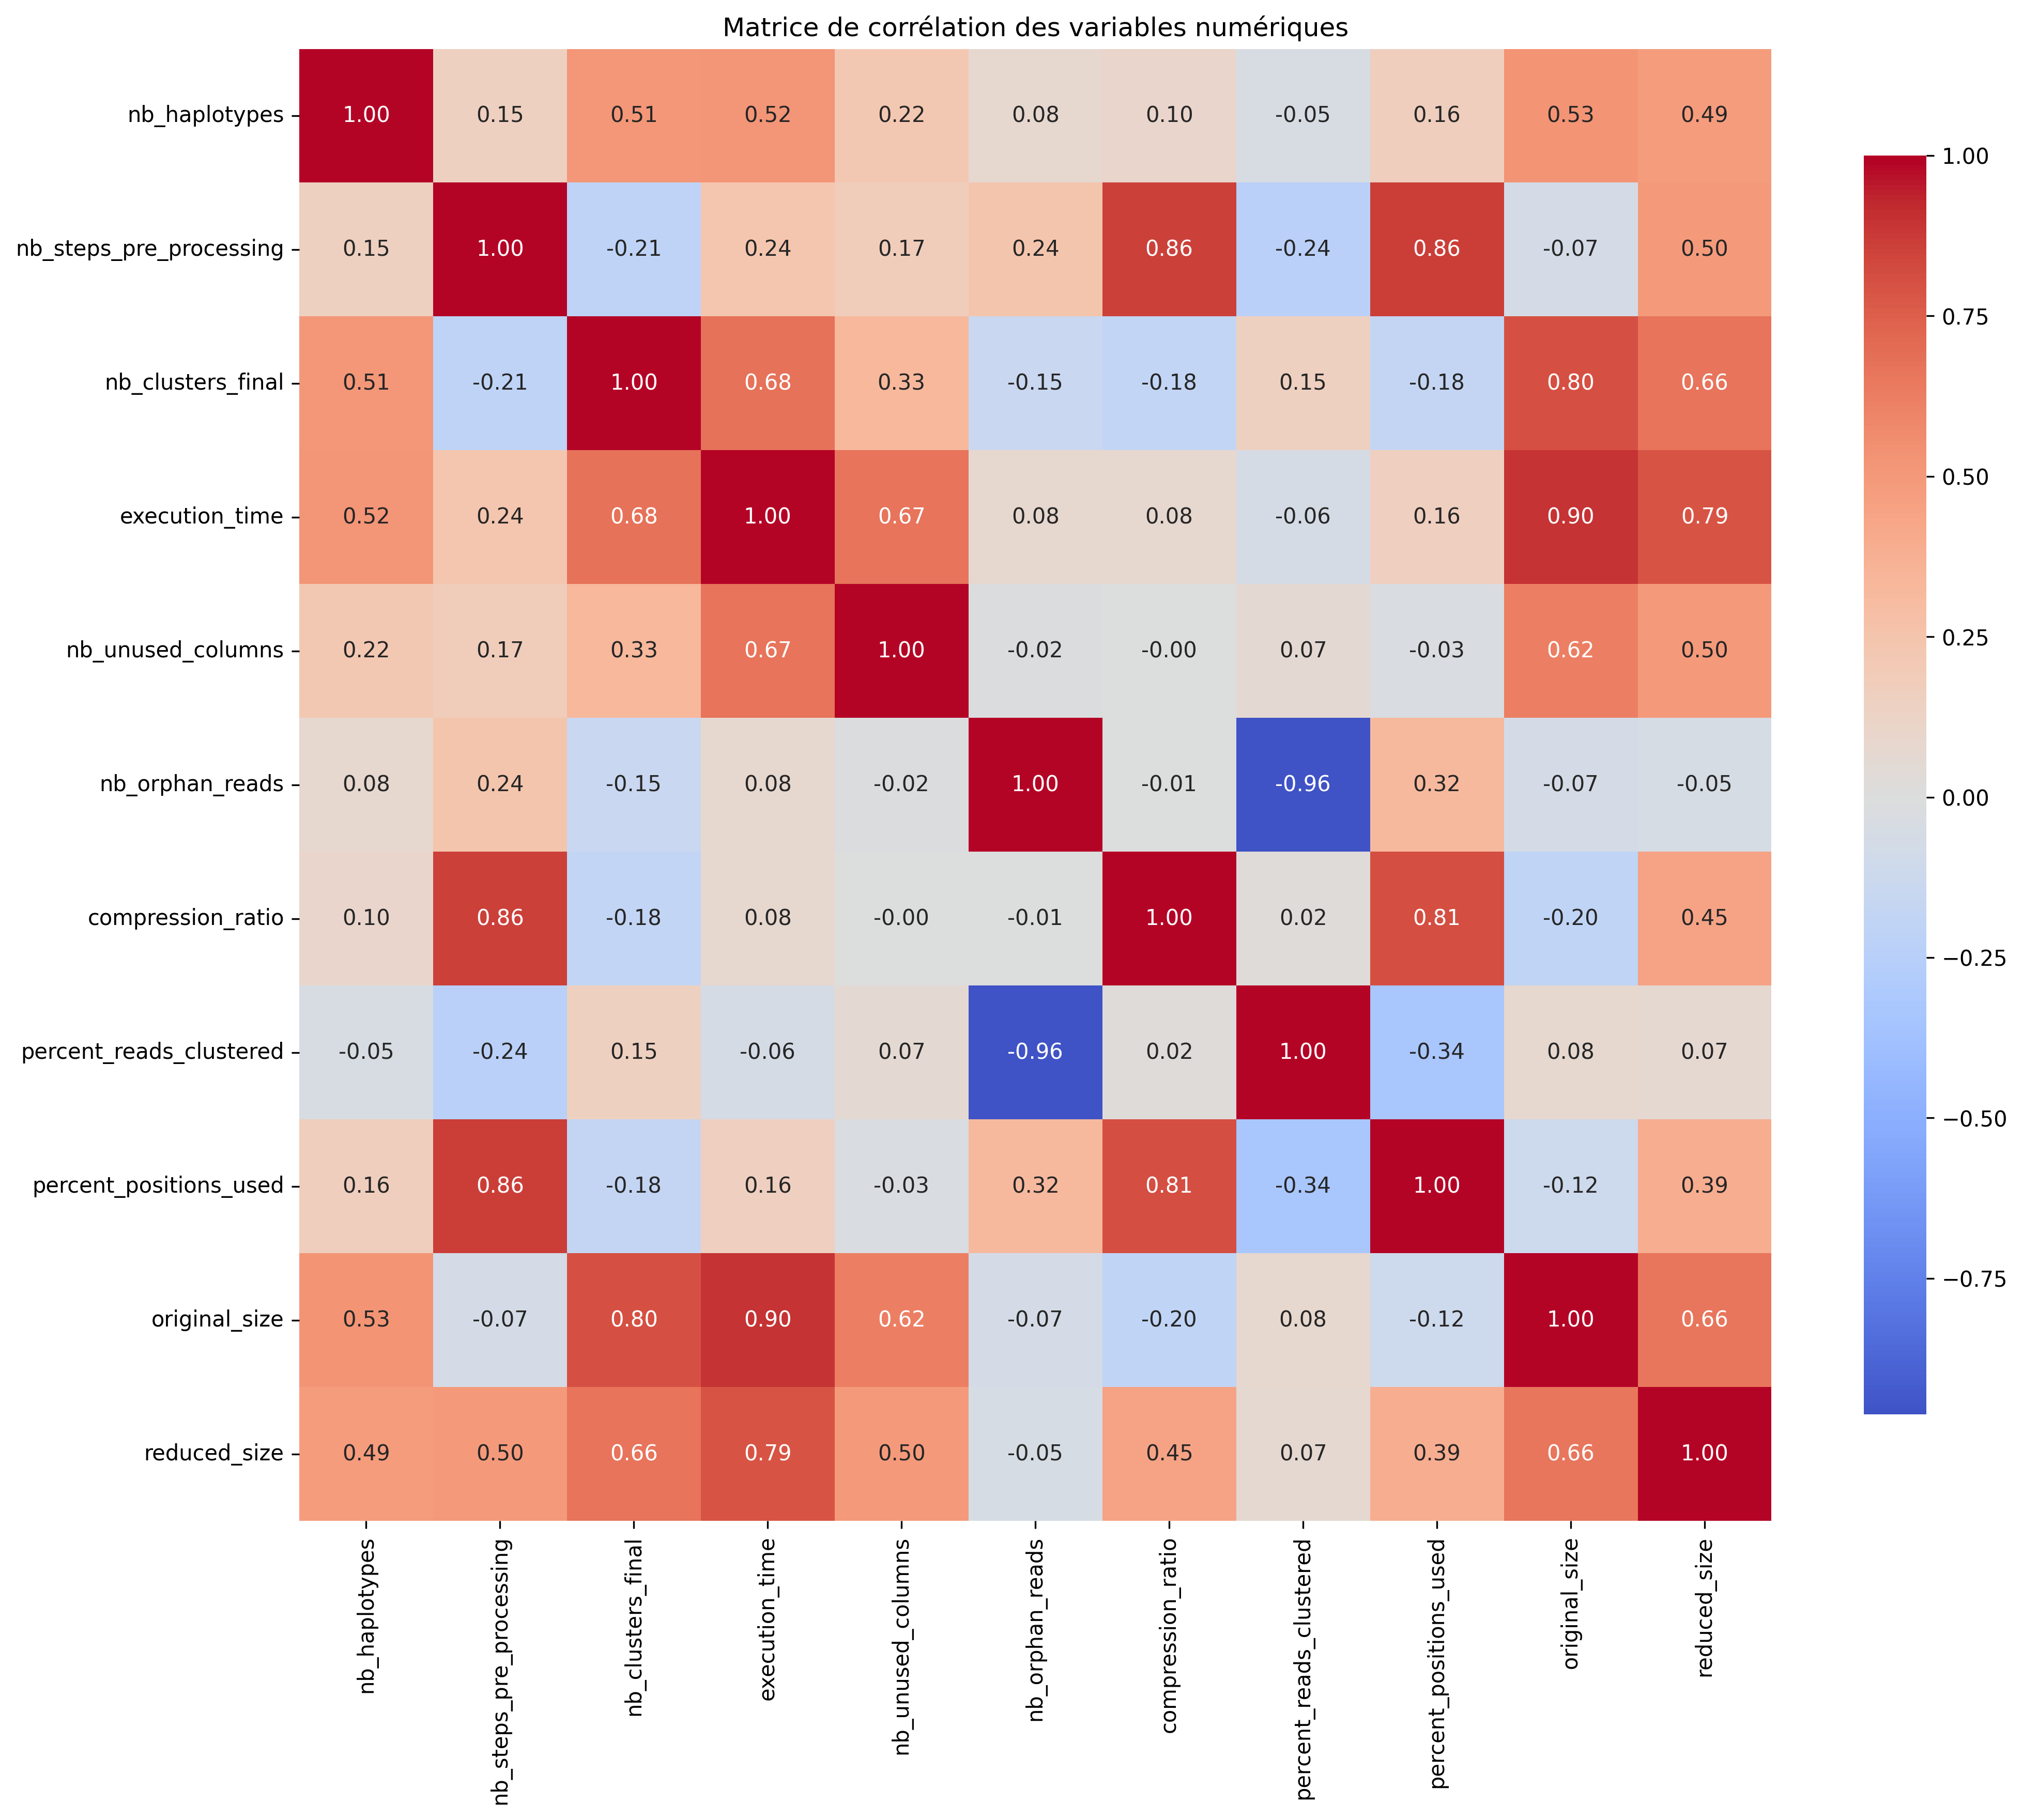 Matrice de corrélation des variables numériques
nb_haplotypes 1.00 0.15 0.51 0.52 0.22 0.08 0.10 -0.05 0.16 0.53 0.49
nb_steps_pre_processing 0.15 1.00 -0.21 0.24 0.17 0.24 0.86 -0.24 0.86 -0.07 0.50
nb_clusters_final 0.51 -0.21 1.00 0.68 0.33 -0.15 -0.18 0.15 -0.18 0.80 0.66
execution_time 0.52 0.24 0.68 1.00 0.67 0.08 0.08 -0.06 0.16 0.90 0.79
nb_unused_columns 0.22 0.17 0.33 0.67 1.00 -0.02 -0.00 0.07 -0.03 0.62 0.50
nb_orphan_reads 0.08 0.24 -0.15 0.08 -0.02 1.00 -0.01 -0.96 0.32 -0.07 -0.05
compression_ratio 0.10 0.86 -0.18 0.08 -0.00 -0.01 1.00 0.02 0.81 -0.20 0.45
percent_reads_clustered -0.05 -0.24 0.15 -0.06 0.07 -0.96 0.02 1.00 -0.34 0.08 0.07
percent_positions_used 0.16 0.86 -0.18 0.16 -0.03 0.32 0.81 -0.34 1.00 -0.12 0.39
original_size 0.53 -0.07 0.80 0.90 0.62 -0.07 -0.20 0.08 -0.12 1.00 0.66
reduced_size 0.49 0.50 0.66 0.79 0.50 -0.05 0.45 0.07 0.39 0.66 1.00
nb_haplotypes
nb_steps_pre_processing
nb_clusters_final
execution_time
nb_unused_columns
nb_orphan_reads
compression_ratio
percent_reads_clustered
percent_positions_used
original_size
reduced_size
1.00
0.75
0.50
0.25
0.00
−0.25
−0.50
−0.75